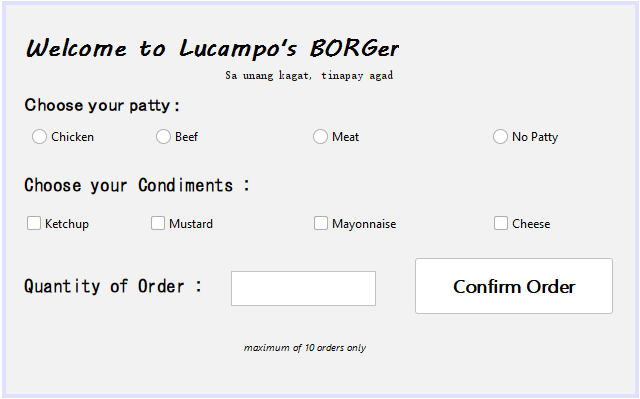 Welcome to Lucampo's BORGer
Sa unang kagat, tinapay agad
Choose your patty :
Chicken Beef Meat No Patty
Choose your Condiments :
Ketchup Mustard Mayonnaise Cheese
Quantity of Order : Confirm Order
maximum of 10 orders only